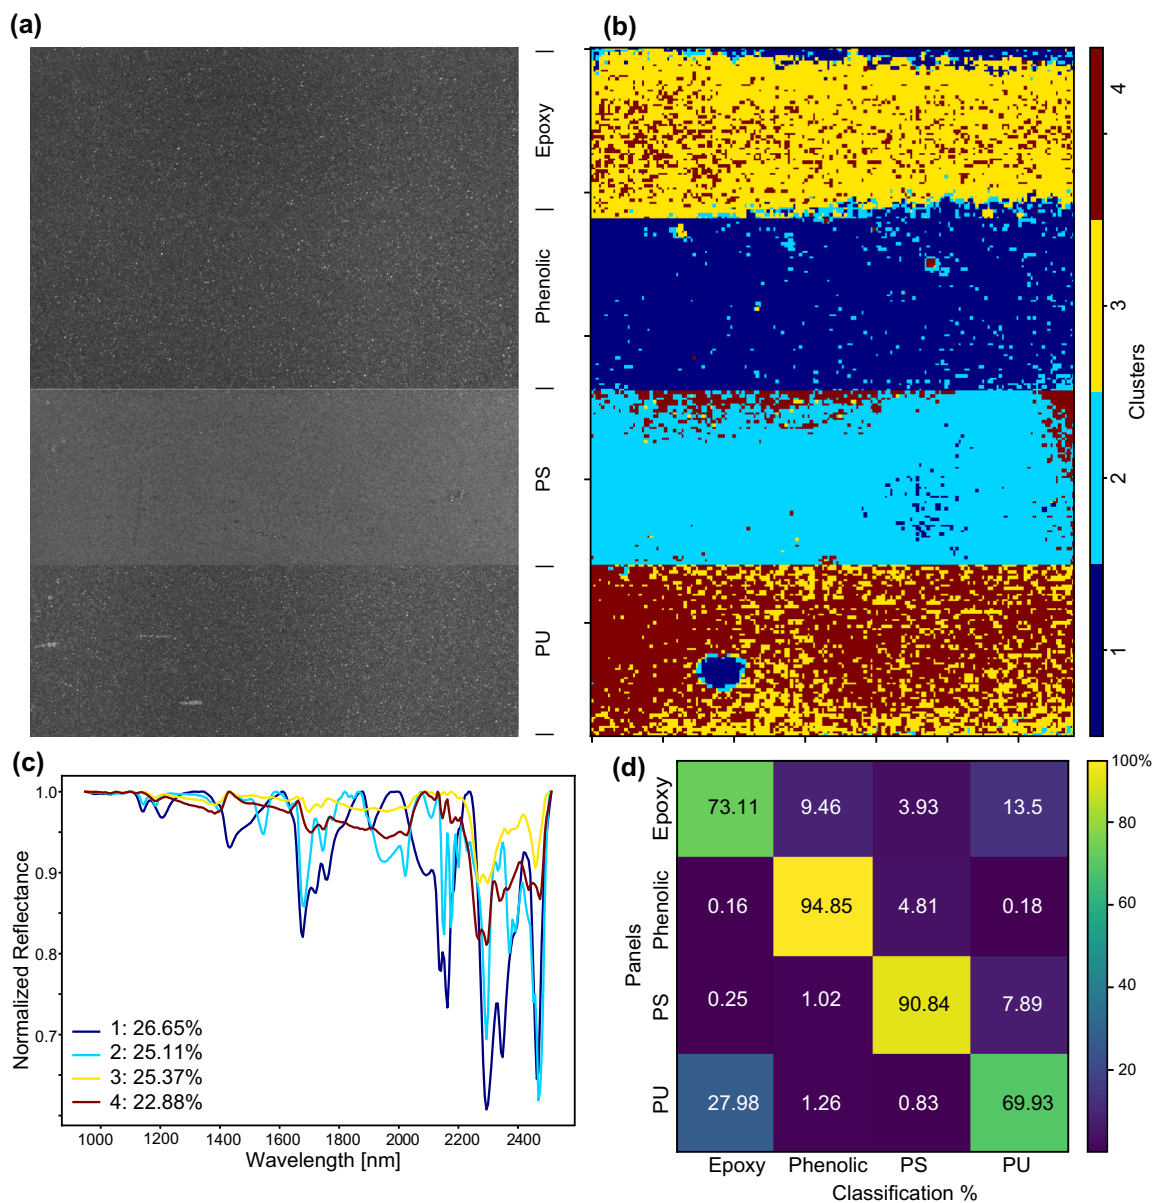 (a)
Epoxy
Phenolic
PS
PU
(b)
4
3
2
1
Clusters
(c)
1.0
0.9
0.8
0.7
Normalized Reflectance
1: 26.65%
2: 25.11%
3: 25.37%
4: 22.88%
1000 1200 1400 1600 1800 2000 2200 2400
Wavelength [nm]
(d)
Panels
Epoxy 73.11 9.46 3.93 13.5
Phenolic 0.16 94.85 4.81 0.18
PS 0.25 1.02 90.84 7.89
PU 27.98 1.26 0.83 69.93
Epoxy Phenolic PS PU
Classification %
100%
80
60
40
20